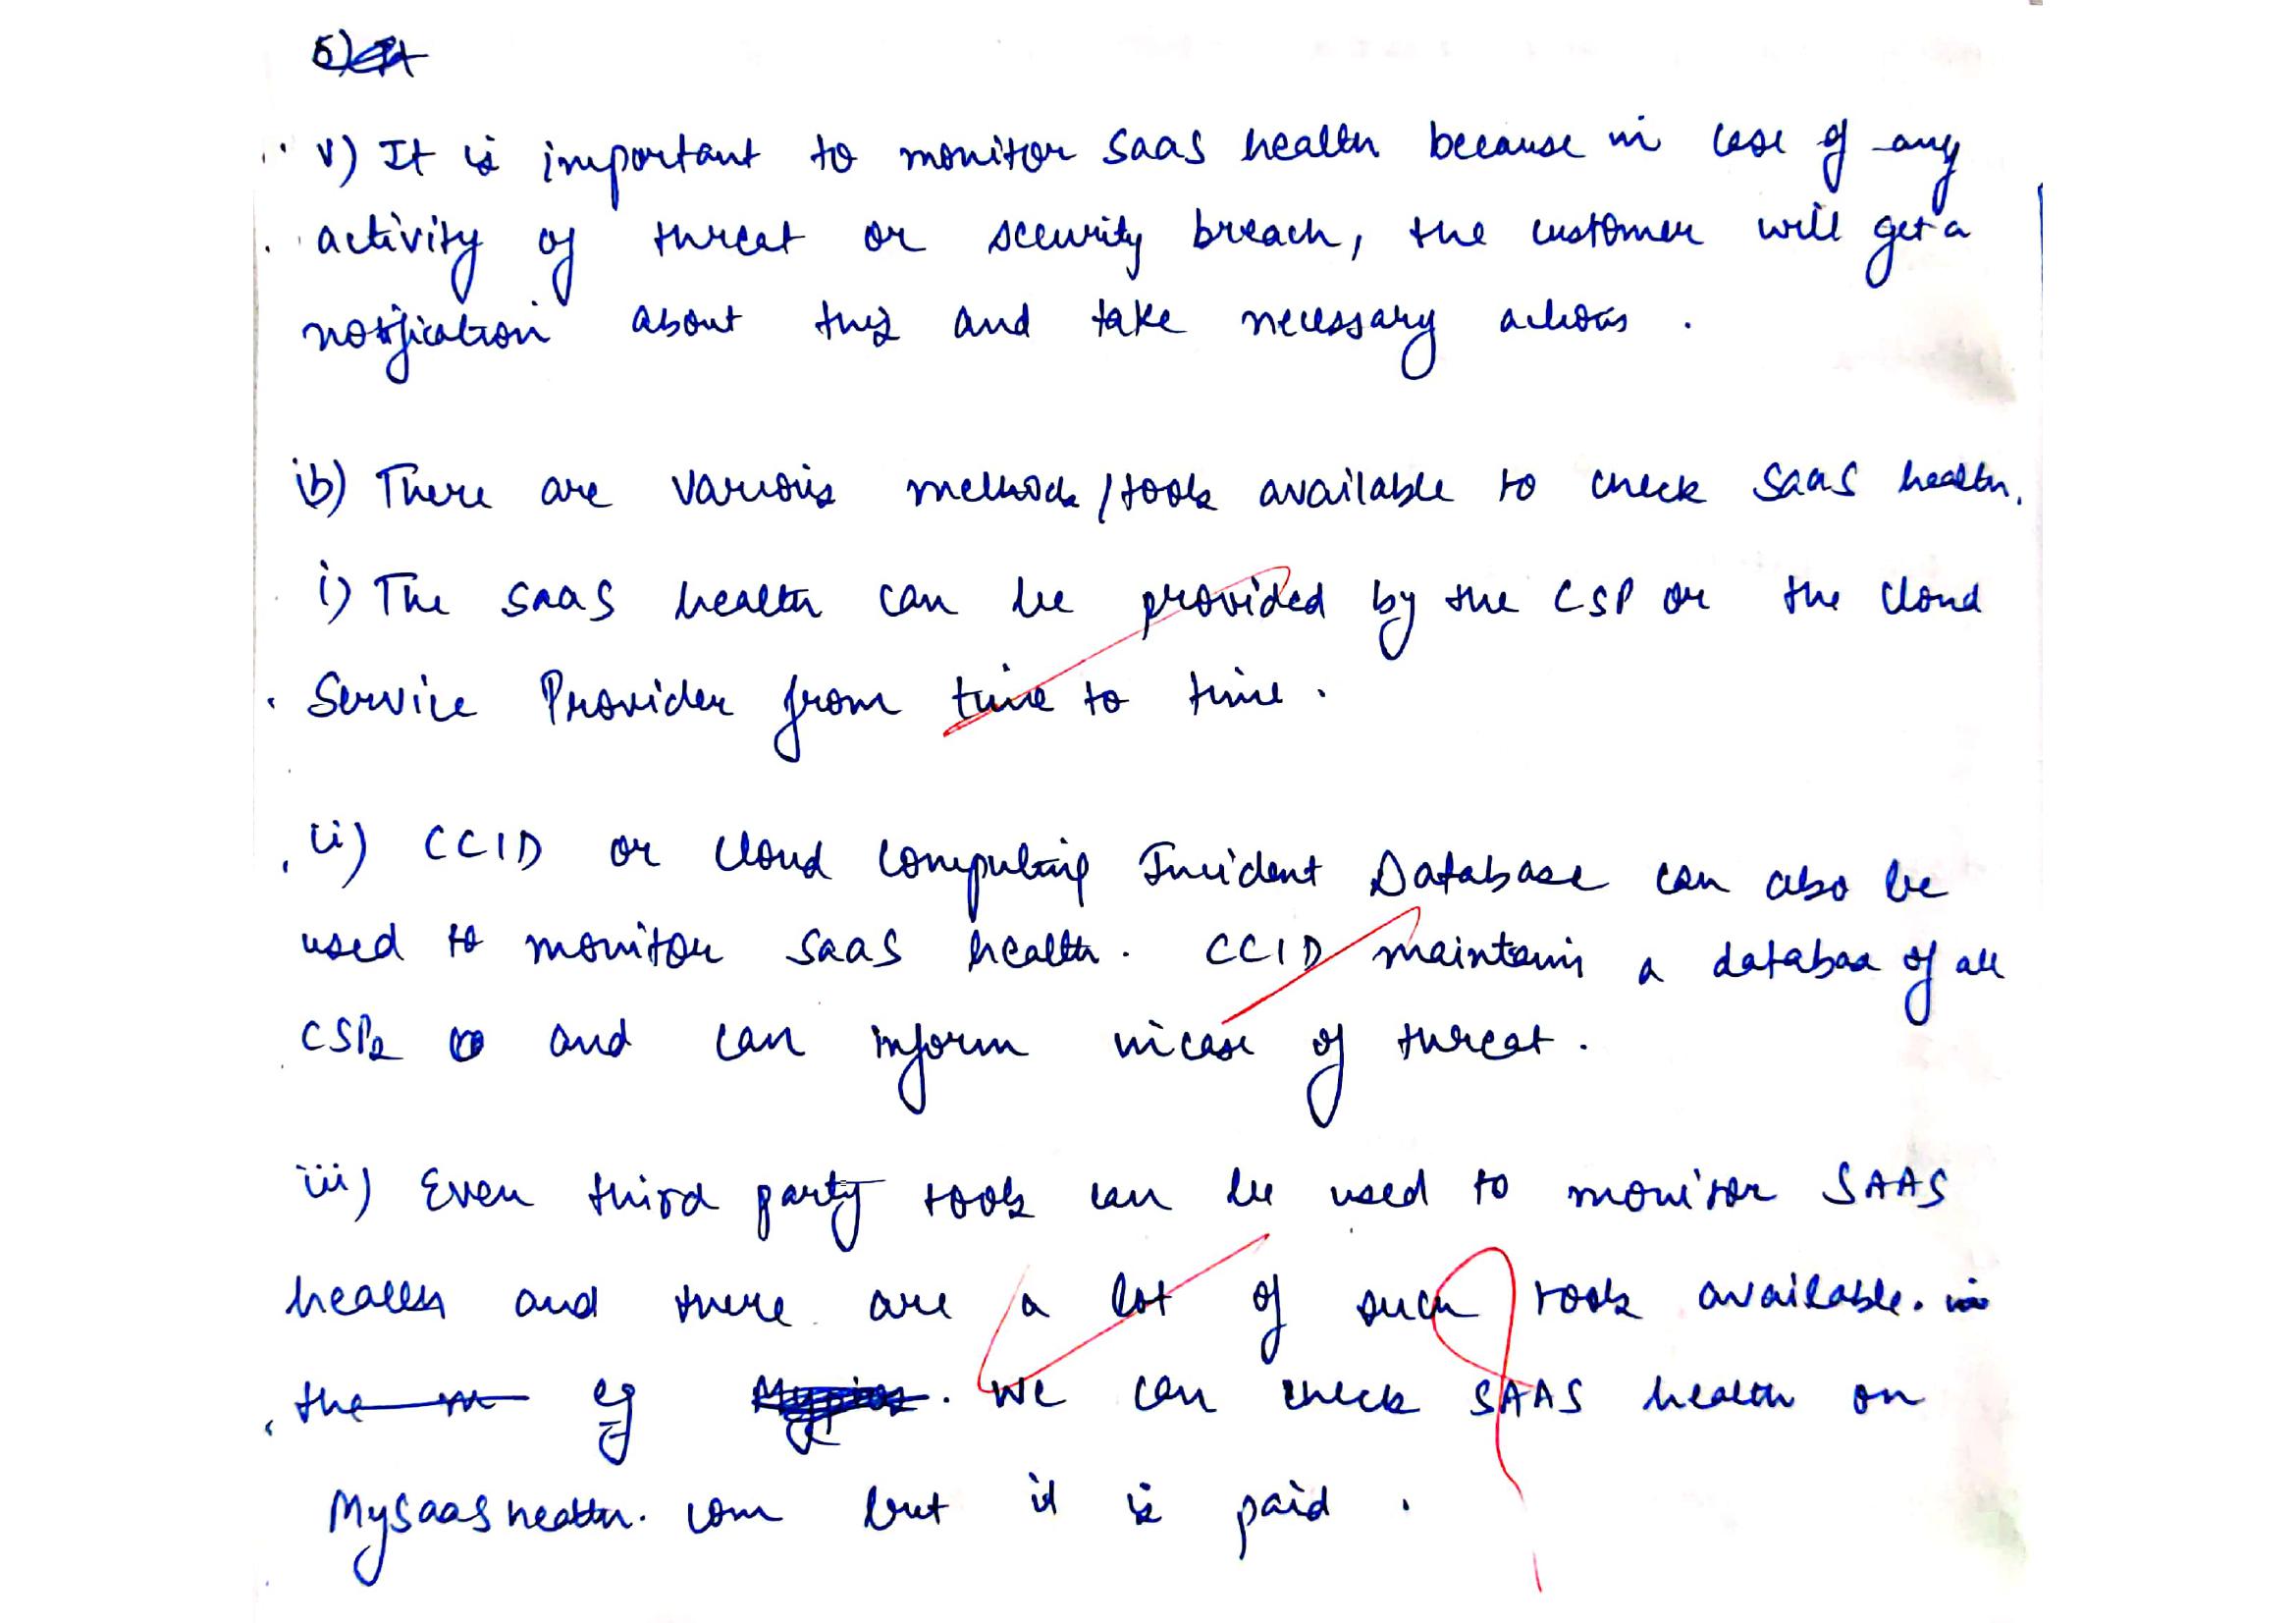 5)
v) It is important to monitor SaaS health because in case of any
activity of threat or security breach, the customer will get a
notification about this and take necessary actions.
ib) There are various methods/tools available to check SaaS health.
i) The SaaS health can be provided by the CSP or the Cloud
Service Provider from time to time.
ii) CCID or Cloud Computing Incident Database can also be
used to monitor SaaS health. CCID maintains a database of all
CSPs and can inform incase of threat.
iii) Even third party tools can be used to monitor SAAS
health and there are a lot of such tools available.
the eg . We can check SAAS health on
MySaaShealth.com but it is paid.